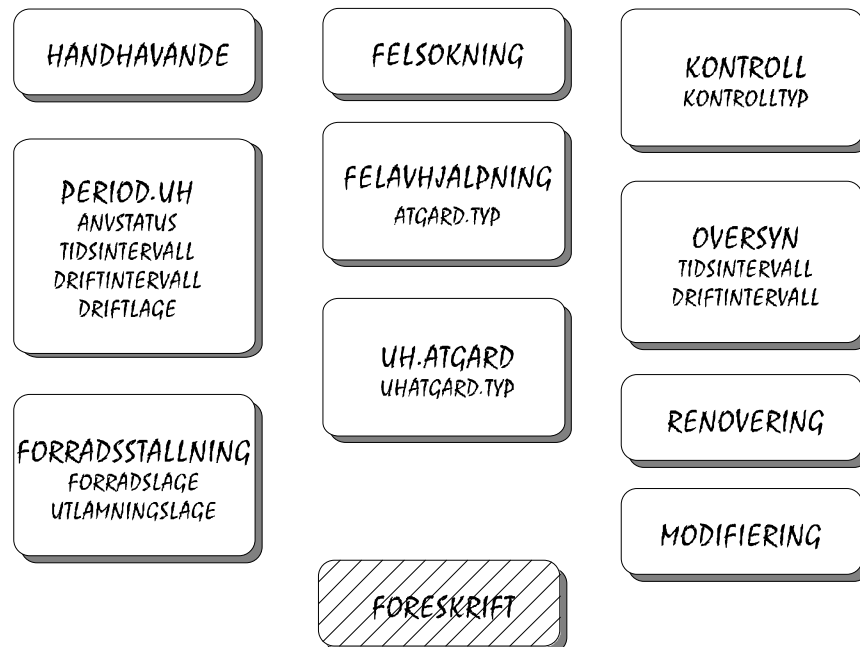 HANDHAVANDE
PERIOD.UH
ANVSTATUS
TIDSINTERVALL
DRIFTINTERVALL
DRIFTLAGE
FORRADSSTALLNING
FORRADSLAGE
UTLAMNINGSLAGE
FELSOKNING
FELAVHJALPNING
ATGARD.TYP
UH.ATGARD
UHATGARD.TYP
FORESKRIFT
KONTROLL
KONTROLLTYP
OVERSYN
TIDSINTERVALL
DRIFTINTERVALL
RENOVERING
MODIFIERING